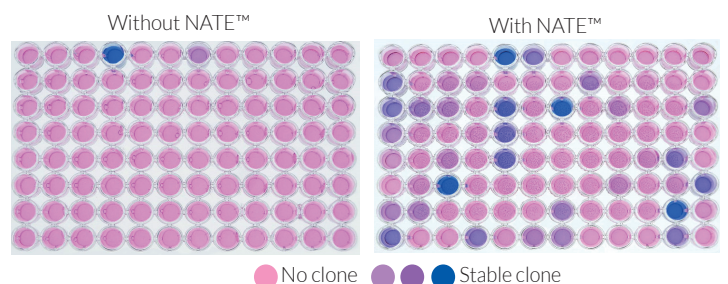 Without NATE™
With NATE™
No clone
Stable clone